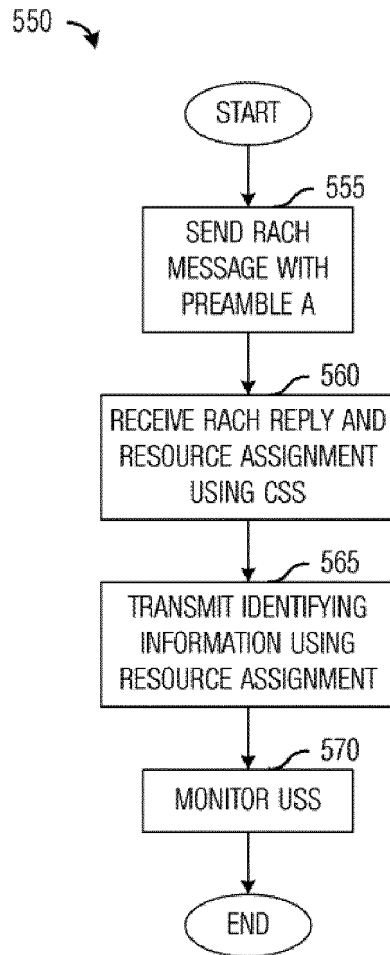 550
START
555
SEND RACH
MESSAGE WITH
PREAMBLE A
560
RECEIVE RACH REPLY AND
RESOURCE ASSIGNMENT
USING CSS
565
TRANSMIT IDENTIFYING
INFORMATION USING
RESOURCE ASSIGNMENT
570
MONITOR USS
END